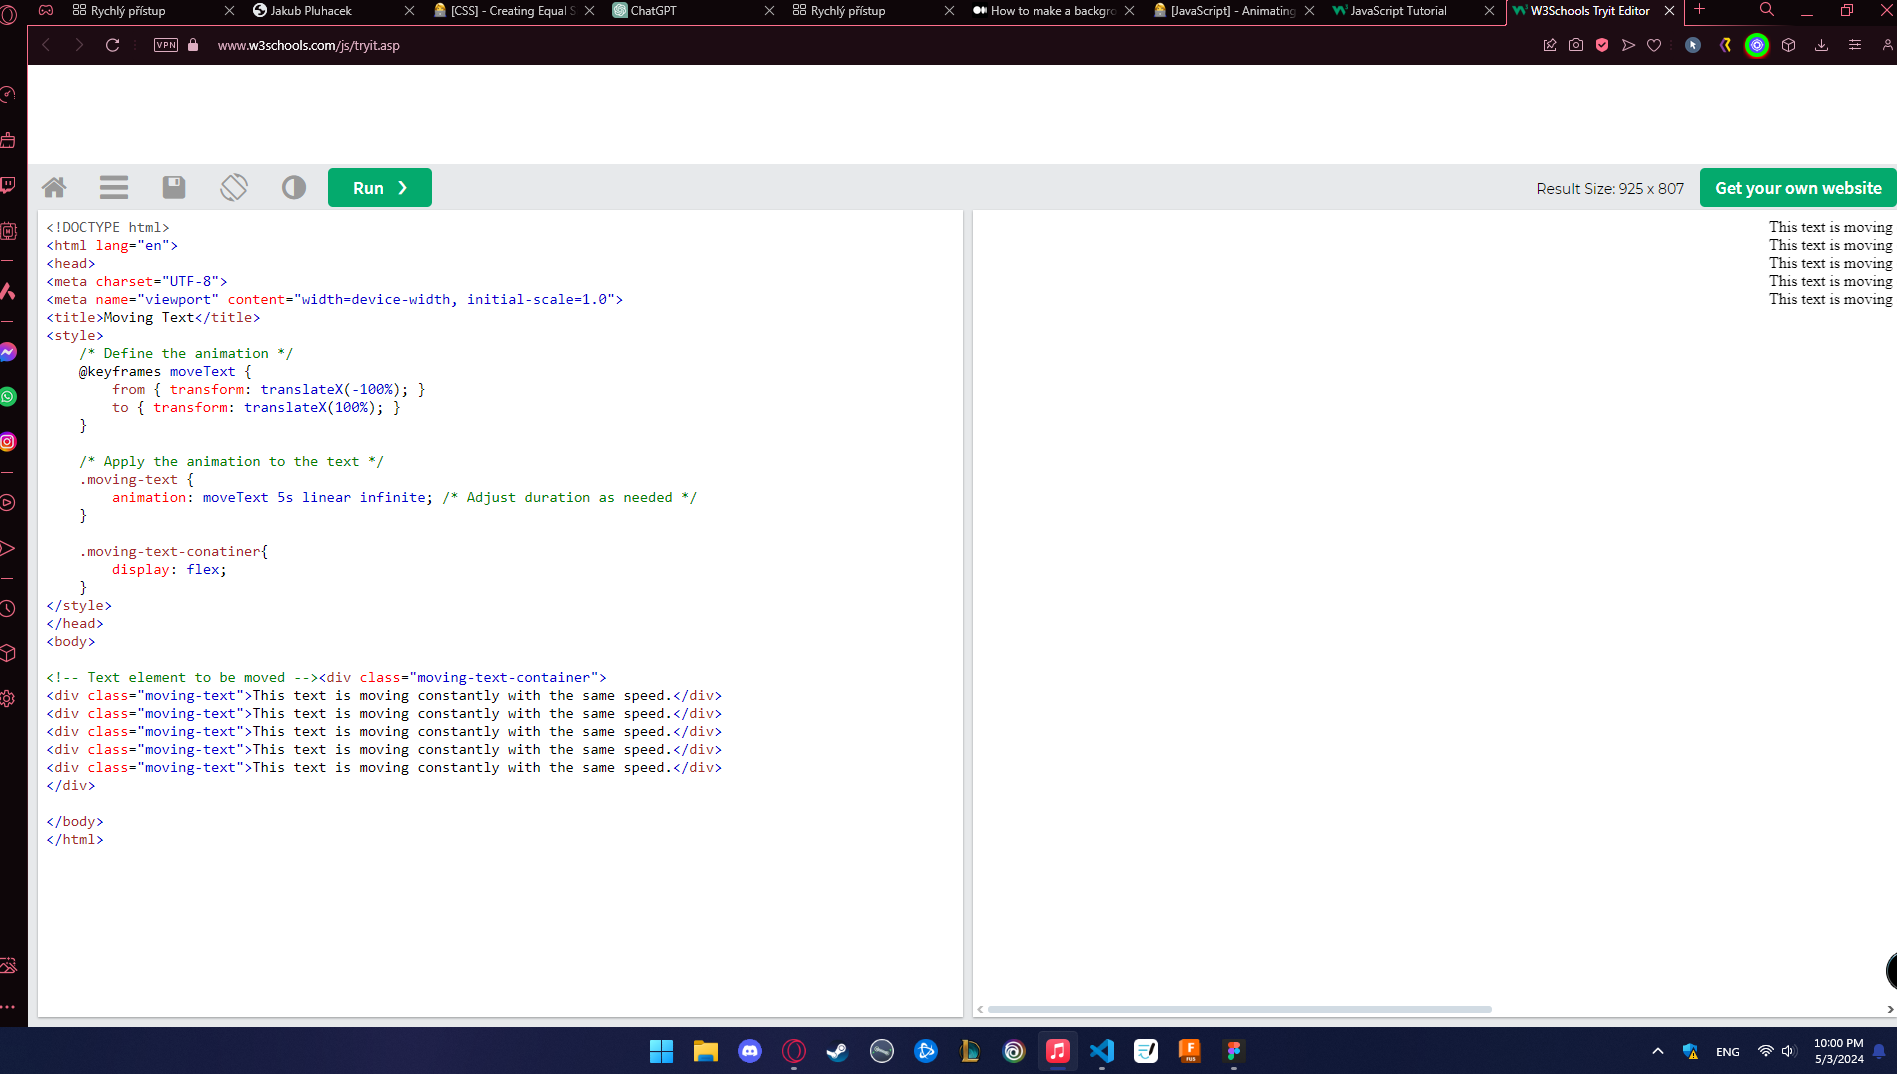 Rychlý přístup
Jakub Pluhacek
[CSS] - Creating Equal S
ChatGPT
Rychlý přístup
How to make a backgro
[JavaScript] - Animating
JavaScript Tutorial
W3Schools Tryit Editor
VPN
www.w3schools.com/js/tryit.asp
Run ❯
Result Size: 925 x 807
Get your own website
<!DOCTYPE html>
<html lang="en">
<head>
<meta charset="UTF-8">
<meta name="viewport" content="width=device-width, initial-scale=1.0">
<title>Moving Text</title>
<style>
    /* Define the animation */
    @keyframes moveText {
        from { transform: translateX(-100%); }
        to { transform: translateX(100%); }
    }
    /* Apply the animation to the text */
    .moving-text {
        animation: moveText 5s linear infinite; /* Adjust duration as needed */
    }
    .moving-text-conatiner{
        display: flex;
    }
</style>
</head>
<body>
<!-- Text element to be moved --><div class="moving-text-container">
<div class="moving-text">This text is moving constantly with the same speed.</div>
<div class="moving-text">This text is moving constantly with the same speed.</div>
<div class="moving-text">This text is moving constantly with the same speed.</div>
<div class="moving-text">This text is moving constantly with the same speed.</div>
<div class="moving-text">This text is moving constantly with the same speed.</div>
</div>
</body>
</html>
This text is moving
This text is moving
This text is moving
This text is moving
This text is moving
ENG
10:00 PM
5/3/2024